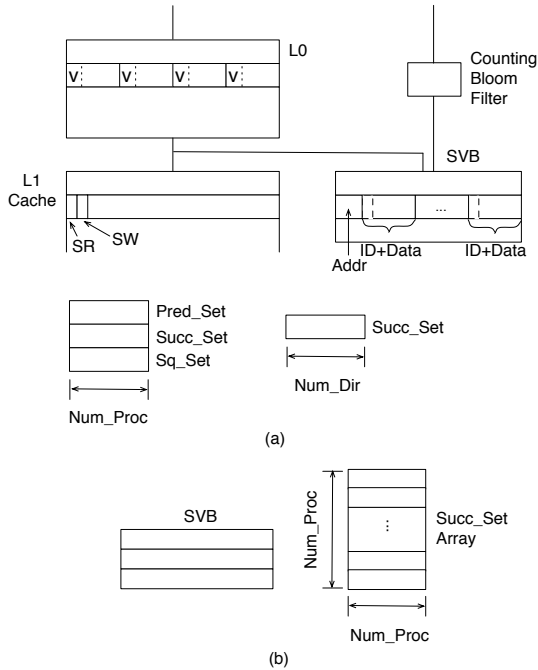 L0
V V V V
Counting
Bloom
Filter
SVB
L1
Cache
SR
SW
...
Addr
ID+Data
ID+Data
Pred_Set
Succ_Set
Sq_Set
Num_Proc
Succ_Set
Num_Dir
(a)
SVB
Num_Proc
...
Succ_Set
Array
Num_Proc
(b)